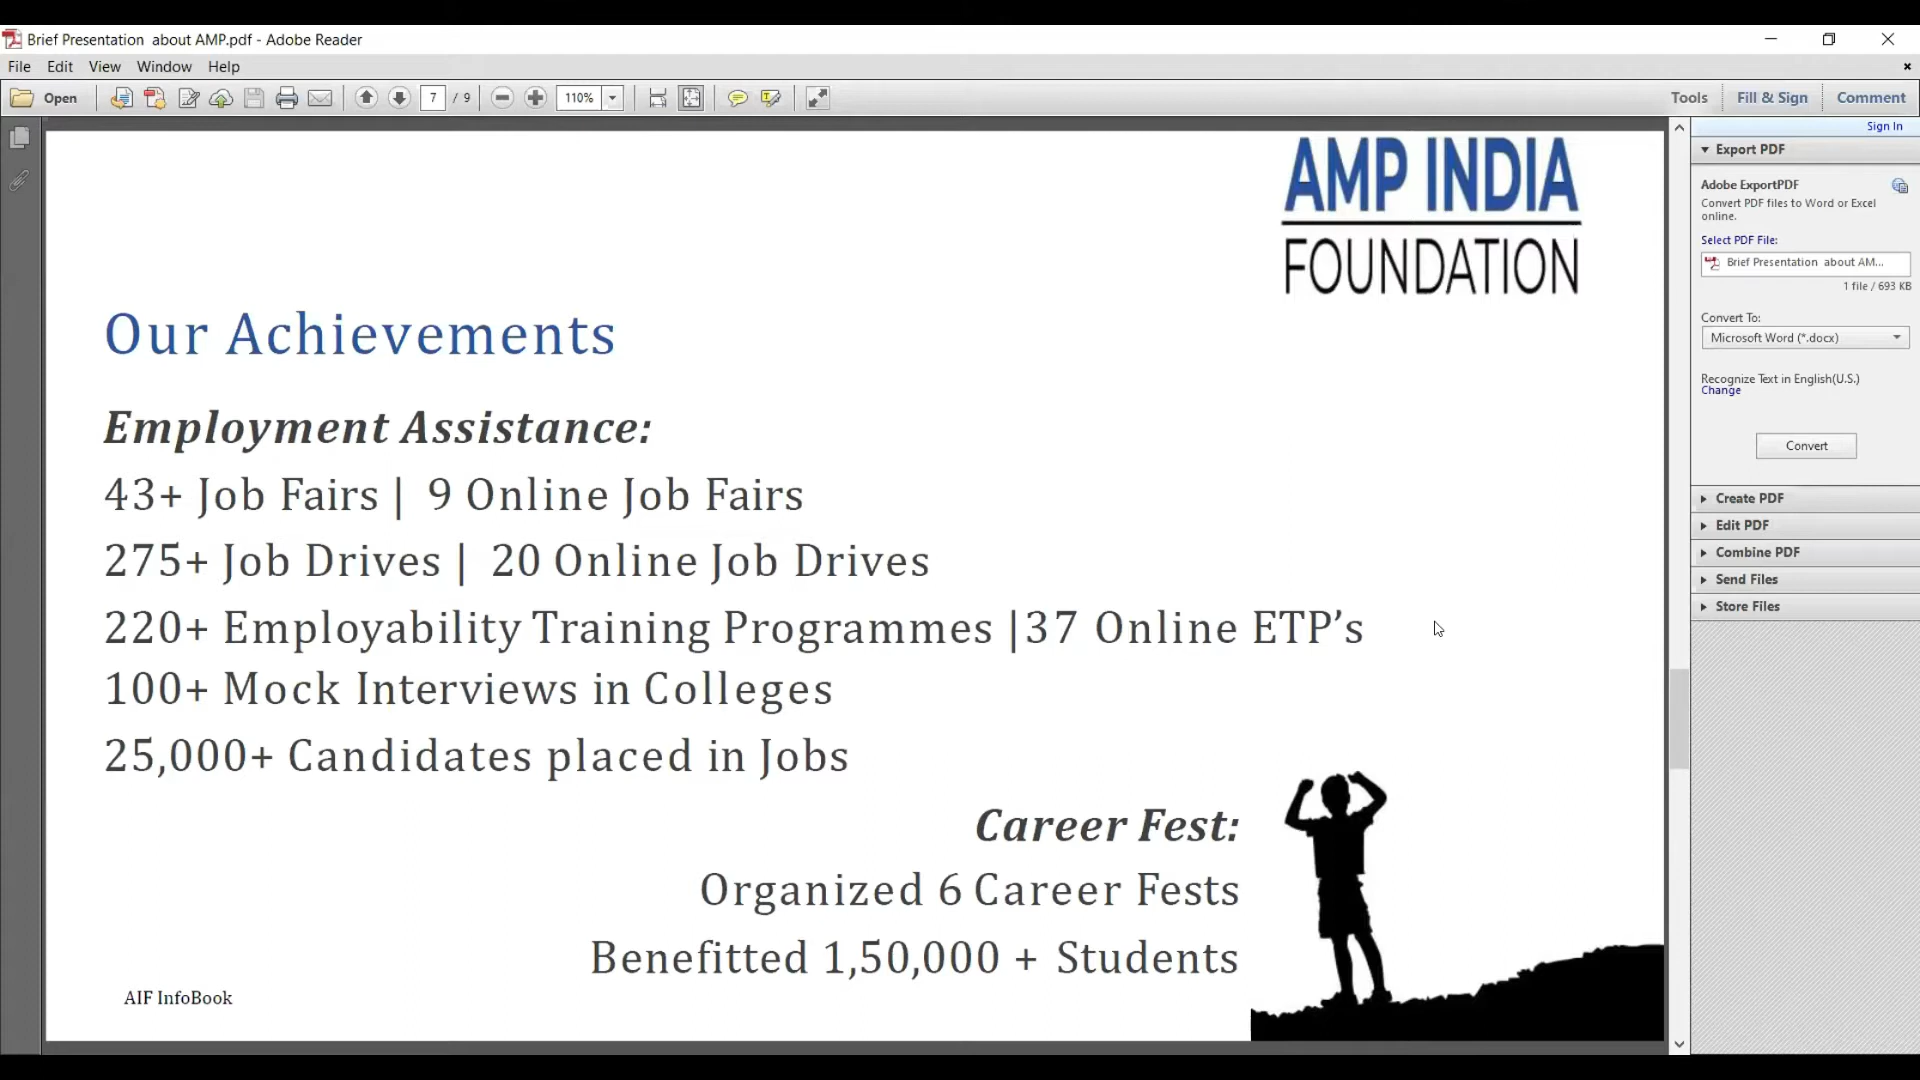 Brief Presentation about AMP.pdf - Adobe Reader
File Edit View Window Help
Open 7 / 9 110% Tools Fill & Sign Comment
Sign In
Export PDF
Adobe ExportPDF
Convert PDF files to Word or Excel
online.
Select PDF File:
Brief Presentation about AM...
1 file / 693 KB
Convert To:
Microsoft Word (*.docx)
Recognize Text in English(U.S.)
Change
Convert
Create PDF
Edit PDF
Combine PDF
Send Files
Store Files
AMP INDIA
FOUNDATION
Our Achievements
Employment Assistance:
43+ Job Fairs | 9 Online Job Fairs
275+ Job Drives | 20 Online Job Drives
220+ Employability Training Programmes |37 Online ETP’s
100+ Mock Interviews in Colleges
25,000+ Candidates placed in Jobs
Career Fest:
Organized 6 Career Fests
Benefitted 1,50,000 + Students
AIF InfoBook